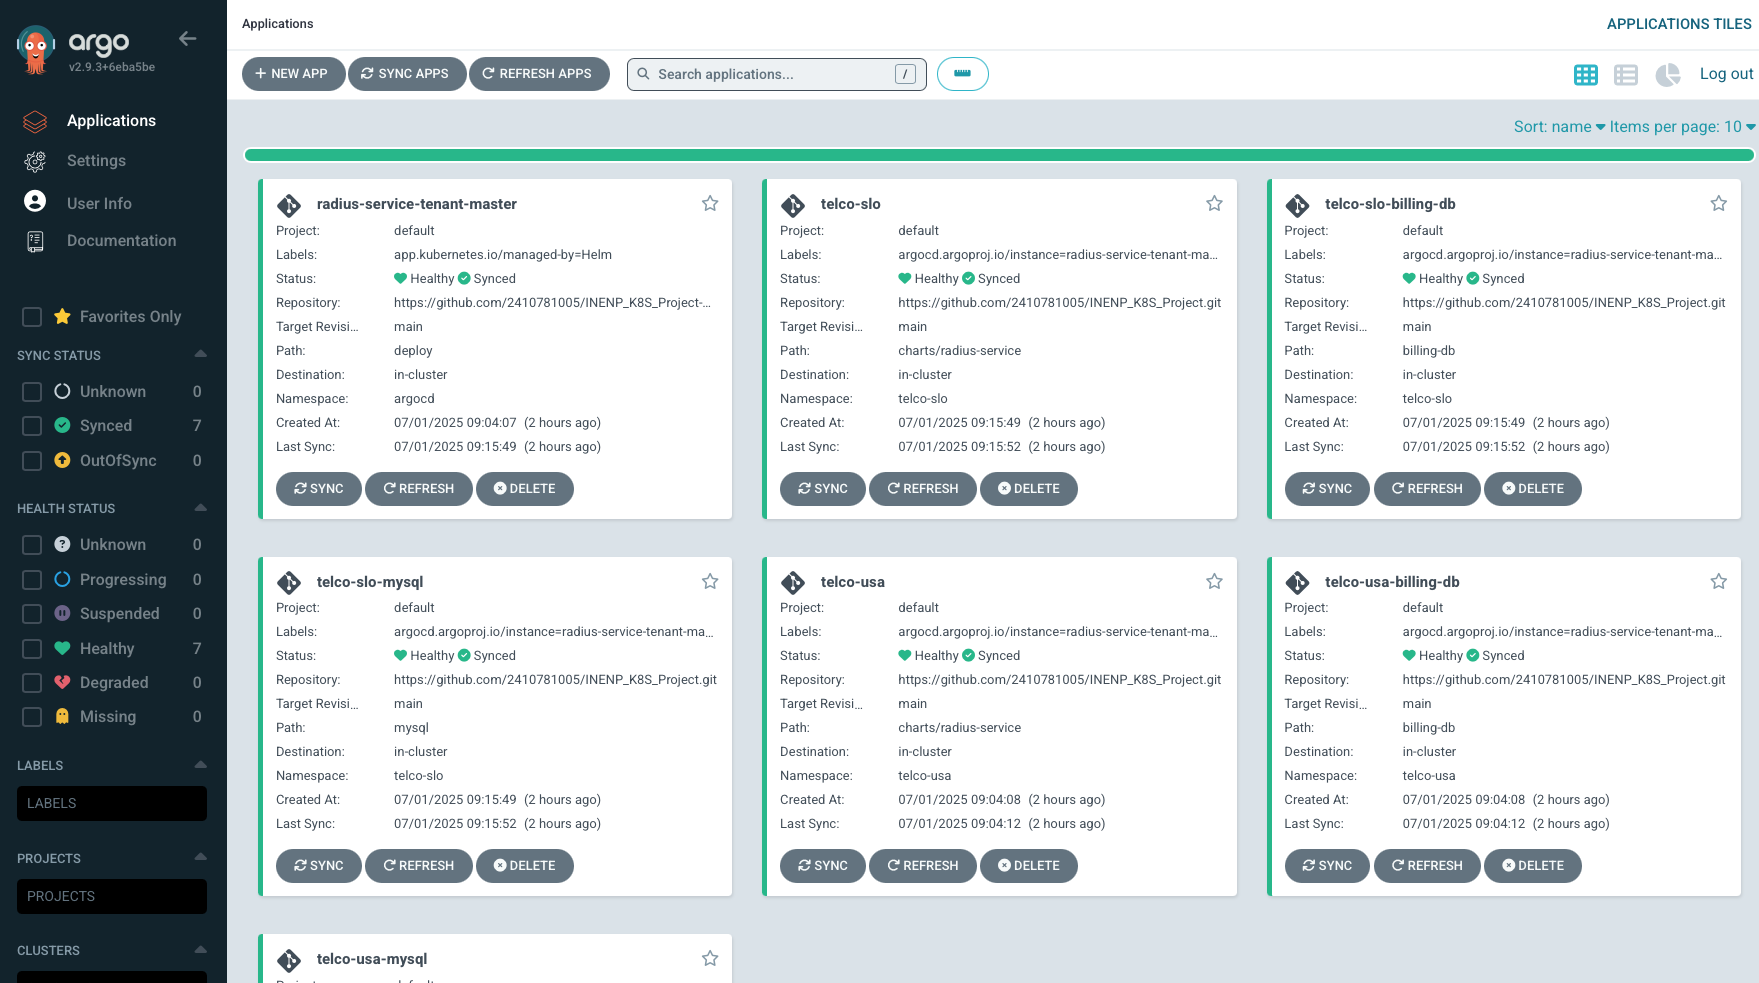 argo
v2.9.3+6eba5be
Applications
Settings
User Info
Documentation
Favorites Only
SYNC STATUS
Unknown 0
Synced 7
OutOfSync 0
HEALTH STATUS
Unknown 0
Progressing 0
Suspended 0
Healthy 7
Degraded 0
Missing 0
LABELS
LABELS
PROJECTS
PROJECTS
CLUSTERS
Applications
APPLICATIONS TILES
NEW APP SYNC APPS REFRESH APPS Search applications... / Log out
Sort: name Items per page: 10
radius-service-tenant-master
Project: default
Labels: app.kubernetes.io/managed-by=Helm
Status: Healthy Synced
Repository: https://github.com/2410781005/INENP_K8S_Project-...
Target Revisi... main
Path: deploy
Destination: in-cluster
Namespace: argocd
Created At: 07/01/2025 09:04:07 (2 hours ago)
Last Sync: 07/01/2025 09:15:49 (2 hours ago)
SYNC REFRESH DELETE
telco-slo
Project: default
Labels: argocd.argoproj.io/instance=radius-service-tenant-ma...
Status: Healthy Synced
Repository: https://github.com/2410781005/INENP_K8S_Project.git
Target Revisi... main
Path: charts/radius-service
Destination: in-cluster
Namespace: telco-slo
Created At: 07/01/2025 09:15:49 (2 hours ago)
Last Sync: 07/01/2025 09:15:52 (2 hours ago)
SYNC REFRESH DELETE
telco-slo-billing-db
Project: default
Labels: argocd.argoproj.io/instance=radius-service-tenant-ma...
Status: Healthy Synced
Repository: https://github.com/2410781005/INENP_K8S_Project.git
Target Revisi... main
Path: billing-db
Destination: in-cluster
Namespace: telco-slo
Created At: 07/01/2025 09:15:49 (2 hours ago)
Last Sync: 07/01/2025 09:15:52 (2 hours ago)
SYNC REFRESH DELETE
telco-slo-mysql
Project: default
Labels: argocd.argoproj.io/instance=radius-service-tenant-ma...
Status: Healthy Synced
Repository: https://github.com/2410781005/INENP_K8S_Project.git
Target Revisi... main
Path: mysql
Destination: in-cluster
Namespace: telco-slo
Created At: 07/01/2025 09:15:49 (2 hours ago)
Last Sync: 07/01/2025 09:15:52 (2 hours ago)
SYNC REFRESH DELETE
telco-usa
Project: default
Labels: argocd.argoproj.io/instance=radius-service-tenant-ma...
Status: Healthy Synced
Repository: https://github.com/2410781005/INENP_K8S_Project.git
Target Revisi... main
Path: charts/radius-service
Destination: in-cluster
Namespace: telco-usa
Created At: 07/01/2025 09:04:08 (2 hours ago)
Last Sync: 07/01/2025 09:04:12 (2 hours ago)
SYNC REFRESH DELETE
telco-usa-billing-db
Project: default
Labels: argocd.argoproj.io/instance=radius-service-tenant-ma...
Status: Healthy Synced
Repository: https://github.com/2410781005/INENP_K8S_Project.git
Target Revisi... main
Path: billing-db
Destination: in-cluster
Namespace: telco-usa
Created At: 07/01/2025 09:04:08 (2 hours ago)
Last Sync: 07/01/2025 09:04:12 (2 hours ago)
SYNC REFRESH DELETE
telco-usa-mysql